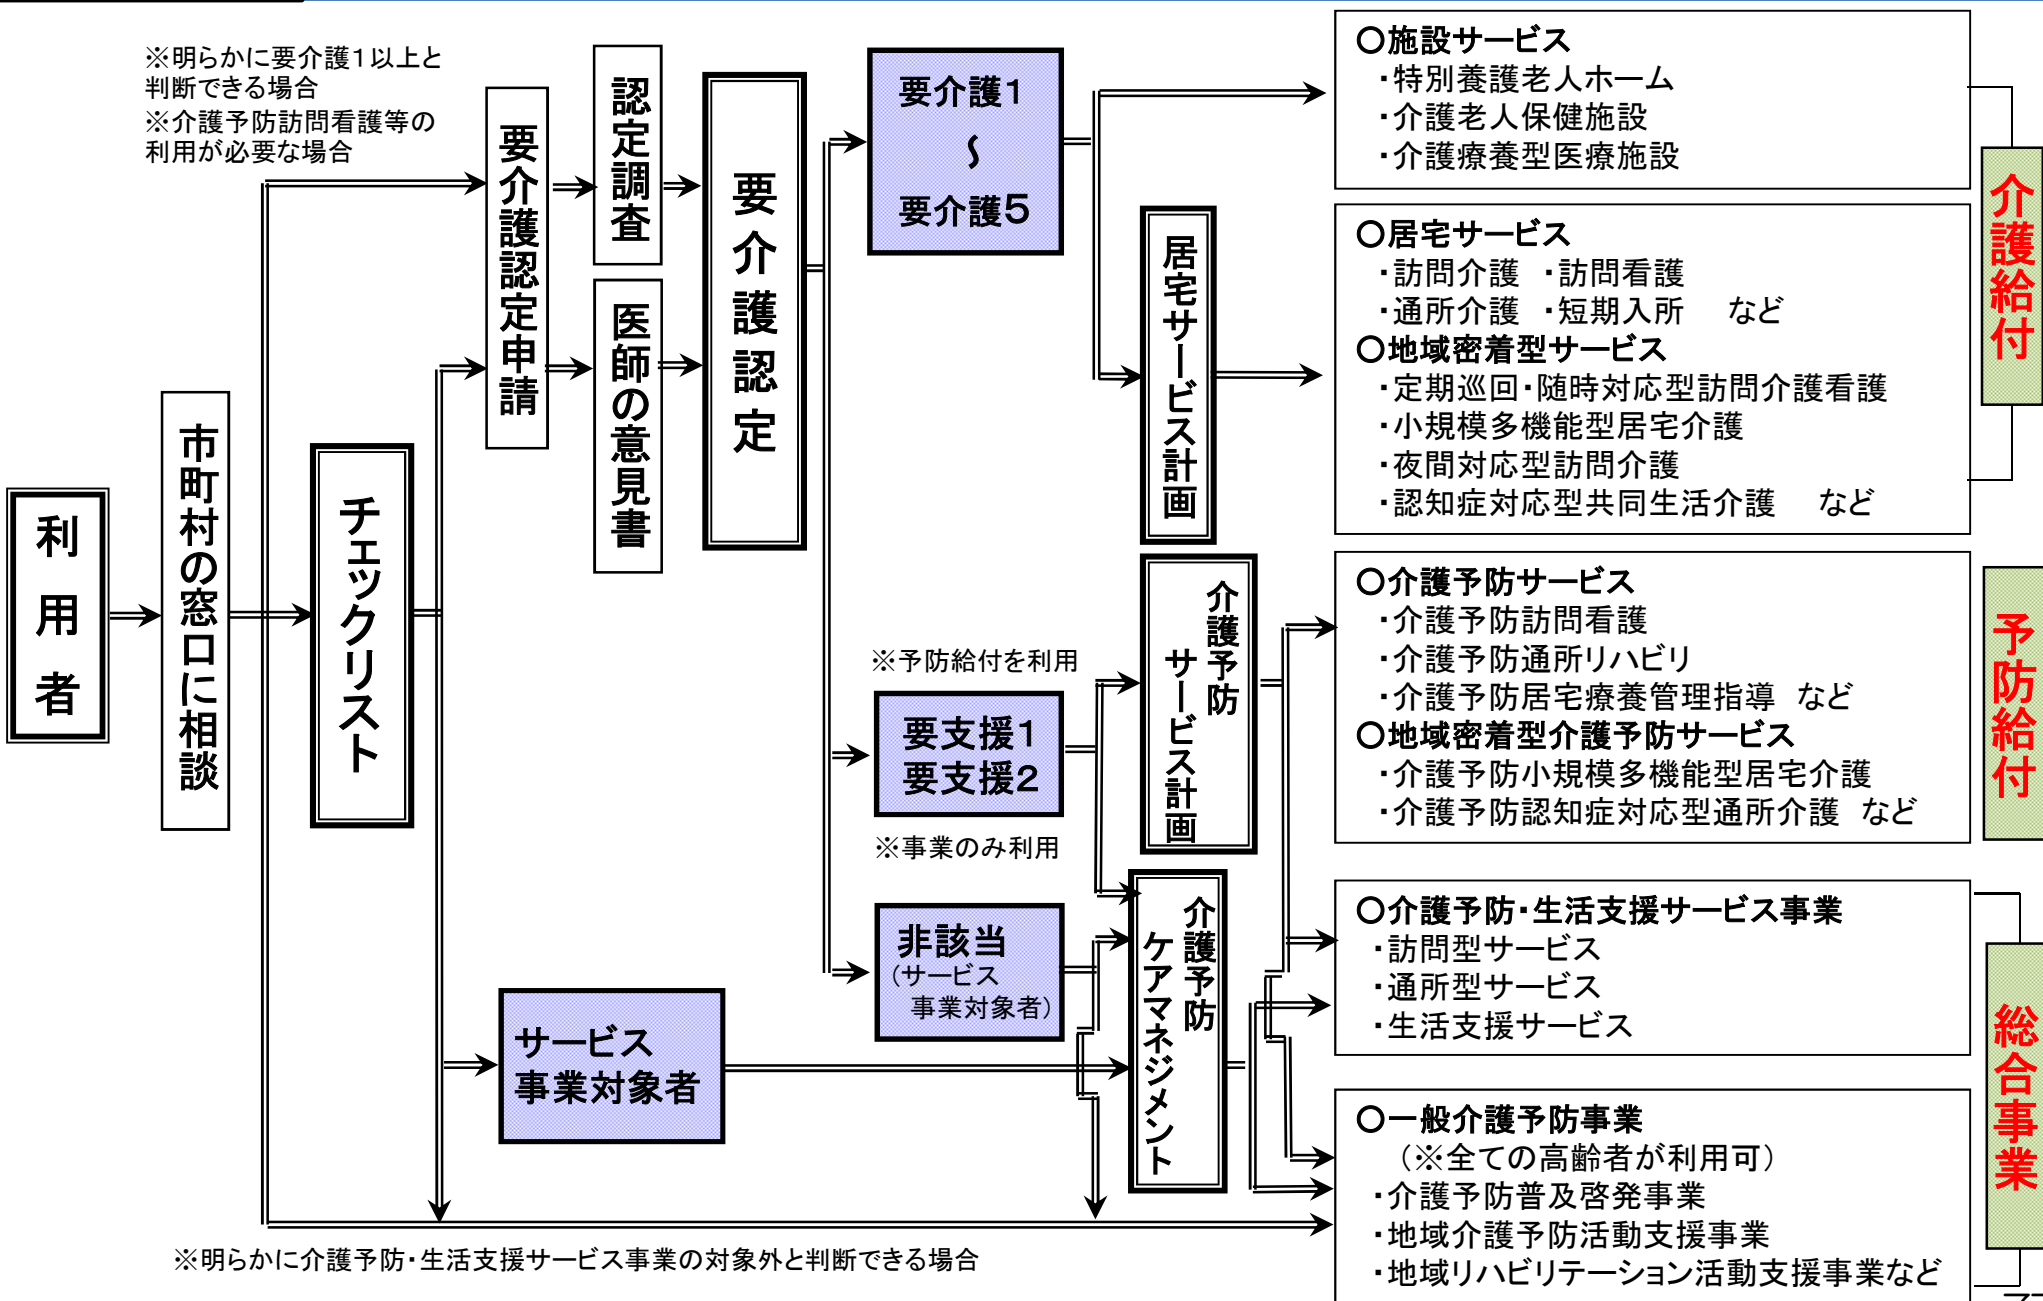 ※明らかに要介護1以上と
判断できる場合
※介護予防訪問看護等の
利用が必要な場合
利用者
市町村の窓口に相談
チェックリスト
要介護認定申請
認定調査
医師の意見書
要介護認定
要介護1
～
要介護5
※予防給付を利用
要支援1
要支援2
※事業のみ利用
非該当
（サービス
事業対象者）
サービス
事業対象者
居宅サービス計画
介護予防
サービス計画
介護予防
ケアマネジメント
○施設サービス
・特別養護老人ホーム
・介護老人保健施設
・介護療養型医療施設
○居宅サービス
・訪問介護　・訪問看護
・通所介護　・短期入所　など
○地域密着型サービス
・定期巡回・随時対応型訪問介護看護
・小規模多機能型居宅介護
・夜間対応型訪問介護
・認知症対応型共同生活介護　など
介護給付
○介護予防サービス
・介護予防訪問看護
・介護予防通所リハビリ
・介護予防居宅療養管理指導　など
○地域密着型介護予防サービス
・介護予防小規模多機能型居宅介護
・介護予防認知症対応型通所介護　など
予防給付
○介護予防・生活支援サービス事業
・訪問型サービス
・通所型サービス
・生活支援サービス
○一般介護予防事業
（※全ての高齢者が利用可）
・介護予防普及啓発事業
・地域介護予防活動支援事業
・地域リハビリテーション活動支援事業など
総合事業
※明らかに介護予防・生活支援サービス事業の対象外と判断できる場合